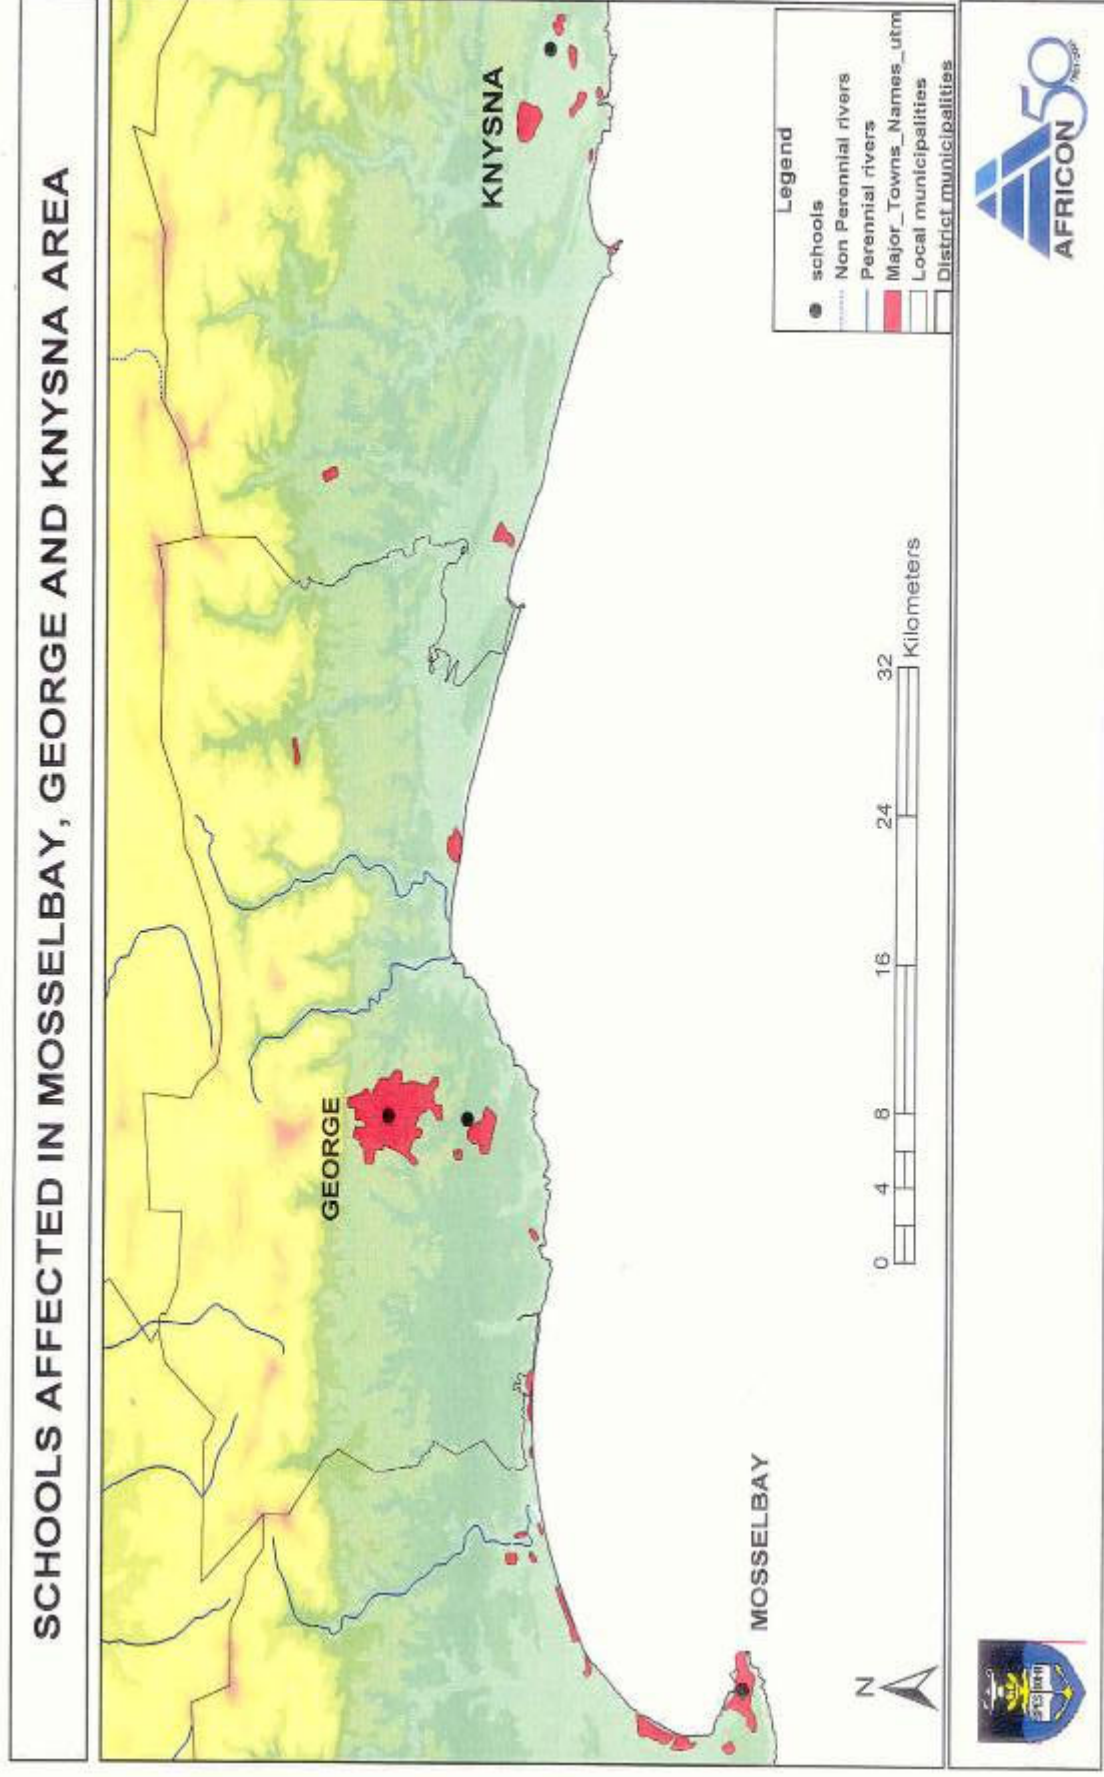 SCHOOLS AFFECTED IN MOSSELBAY, GEORGE AND KNYSNA AREA
KNYSNA
GEORGE
MOSSELBAY
N
0 4 8 16 24 32
Kilometers
Legend
schools
Non Perennial rivers
Perennial rivers
Major_Towns_Names_utm
Local municipalities
District municipalities
AFRICON
50